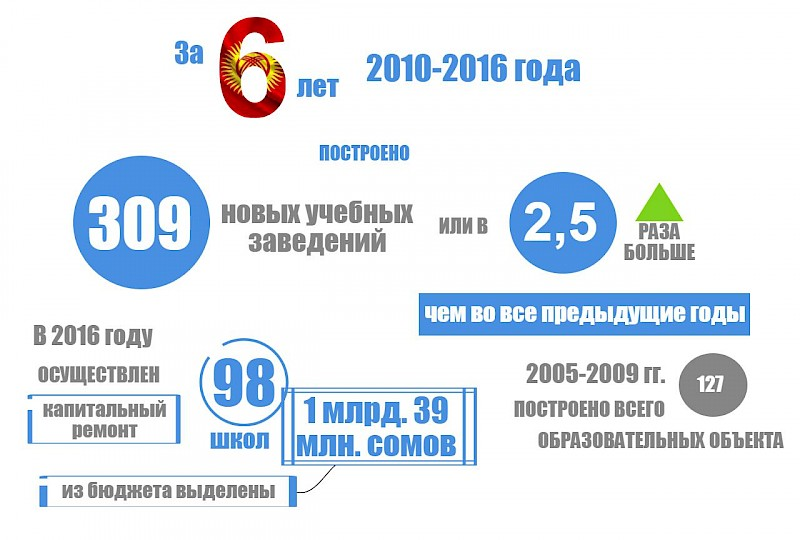 За 6 лет
2010-2016 года
ПОСТРОЕНО
309
новых учебных
заведений
ИЛИ В
2,5
РАЗА
БОЛЬШЕ
чем во все предыдущие годы
В 2016 году
ОСУЩЕСТВЛЕН
капитальный
ремонт
98
ШКОЛ
1 млрд. 39
млн. сомов
из бюджета выделены
2005-2009 гг.
127
ПОСТРОЕНО ВСЕГО
ОБРАЗОВАТЕЛЬНЫХ ОБЪЕКТА